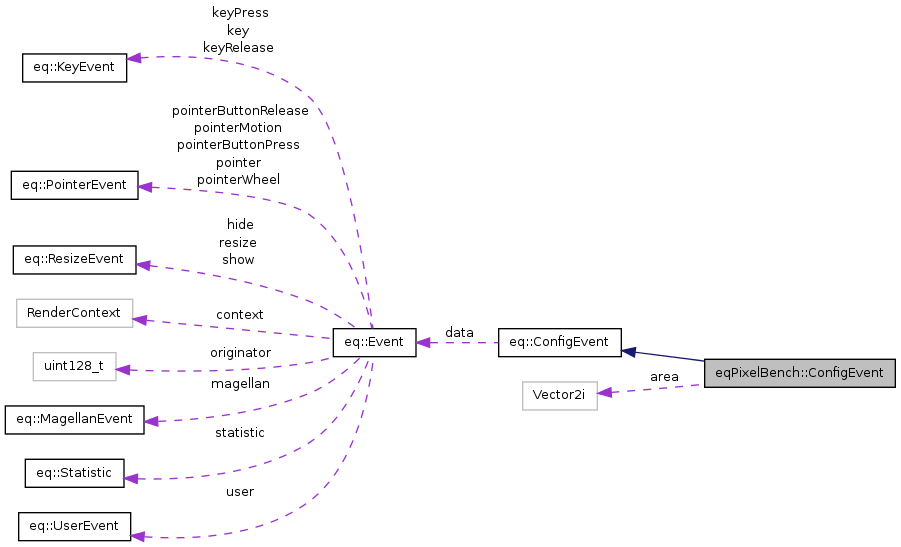 keyPress
key
keyRelease
eq::KeyEvent
pointerButtonRelease
pointerMotion
pointerButtonPress
pointer
pointerWheel
eq::PointerEvent
hide
resize
show
eq::ResizeEvent
RenderContext
context
uint128_t
originator
magellan
eq::MagellanEvent
statistic
eq::Statistic
user
eq::UserEvent
eq::Event
data
eq::ConfigEvent
area
Vector2i
eqPixelBench::ConfigEvent